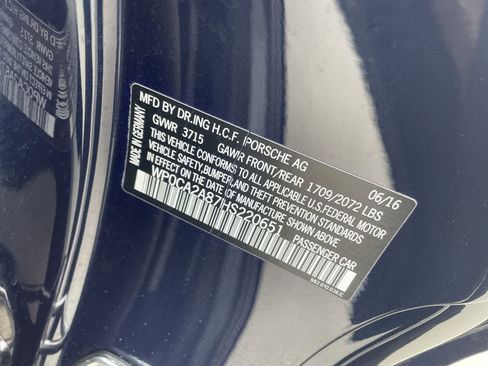 MFD BY DR.ING H.C.F. PORSCHE AG 06/16
GVWR 3715 GAWR FRONT/REAR 1709/2072 LBS
THIS VEHICLE CONFORMS TO ALL APPLICABLE U.S.FEDERAL MOTOR
VEHICLE SAFETY,BUMPER,AND THEFT PREVENTION STANDARDS IN
EFFECT ON THE DATE OF MANUFACTURE SHOWN ABOVE.
WP0CA2A87HS220651 PASSENGER CAR
MADE IN GERMANY